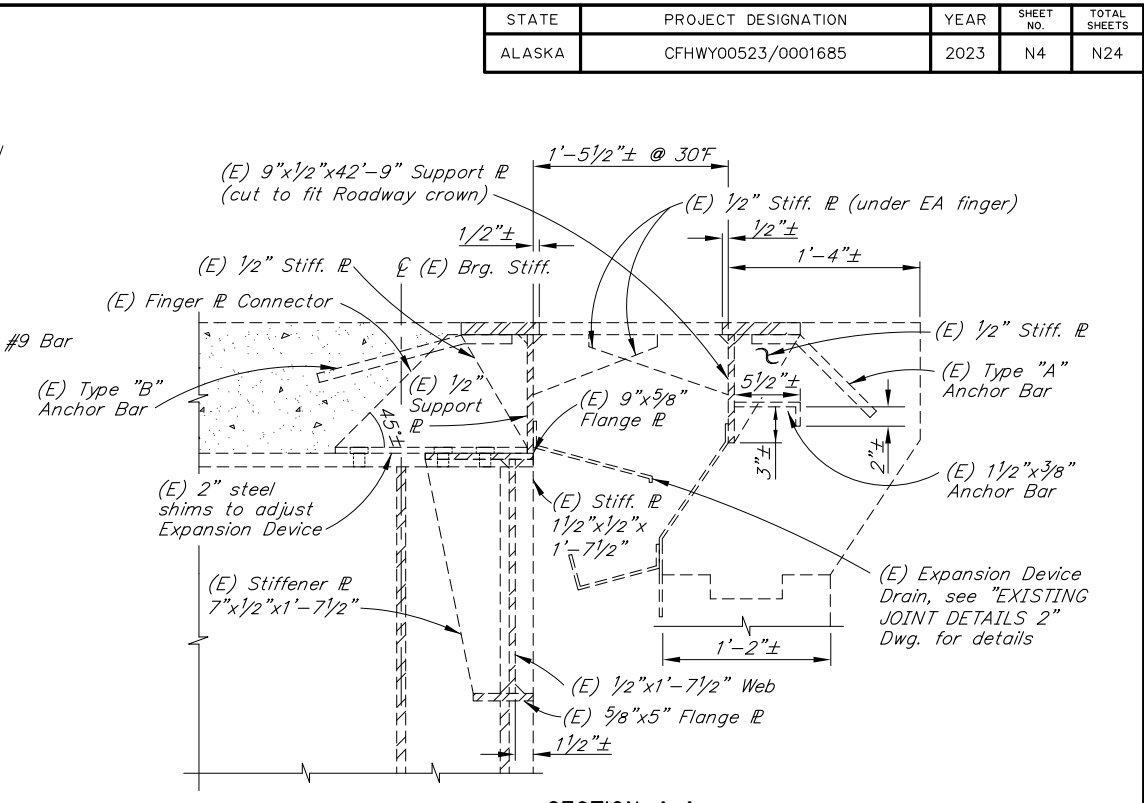 STATE
PROJECT DESIGNATION
YEAR
SHEET NO.
TOTAL SHEETS
ALASKA
CFHWY00523/0001685
2023
N4
N24
1'-5½"± @ 30°F
(E) 9"x½"x42'-9" Support ℄
(cut to fit Roadway crown)
(E) ½" Stiff. ⅊ (under EA finger)
1/2"±
½"±
1'-4"±
(E) ½" Stiff. ⅊
℄ (E) Brg. Stiff.
(E) Finger ⅊ Connector
#9 Bar
(E) ½" Stiff. ⅊
(E) Type "B"
Anchor Bar
(E) ½"
Support
⅊
45°±
(E) 9"x⅝"
Flange ⅊
5½"±
(E) Type "A"
Anchor Bar
3"±
2"±
(E) 1½"x⅜"
Anchor Bar
(E) 2" steel
shims to adjust
Expansion Device
(E) Stiff. ⅊
1½"x½"x
1'-7½"
(E) Stiffener ⅊
7"x½"x1'-7½"
(E) Expansion Device
Drain, see "EXISTING
JOINT DETAILS 2"
Dwg. for details
1'-2"±
(E) ½"x1'-7½" Web
(E) ⅝"x5" Flange ⅊
1½"±